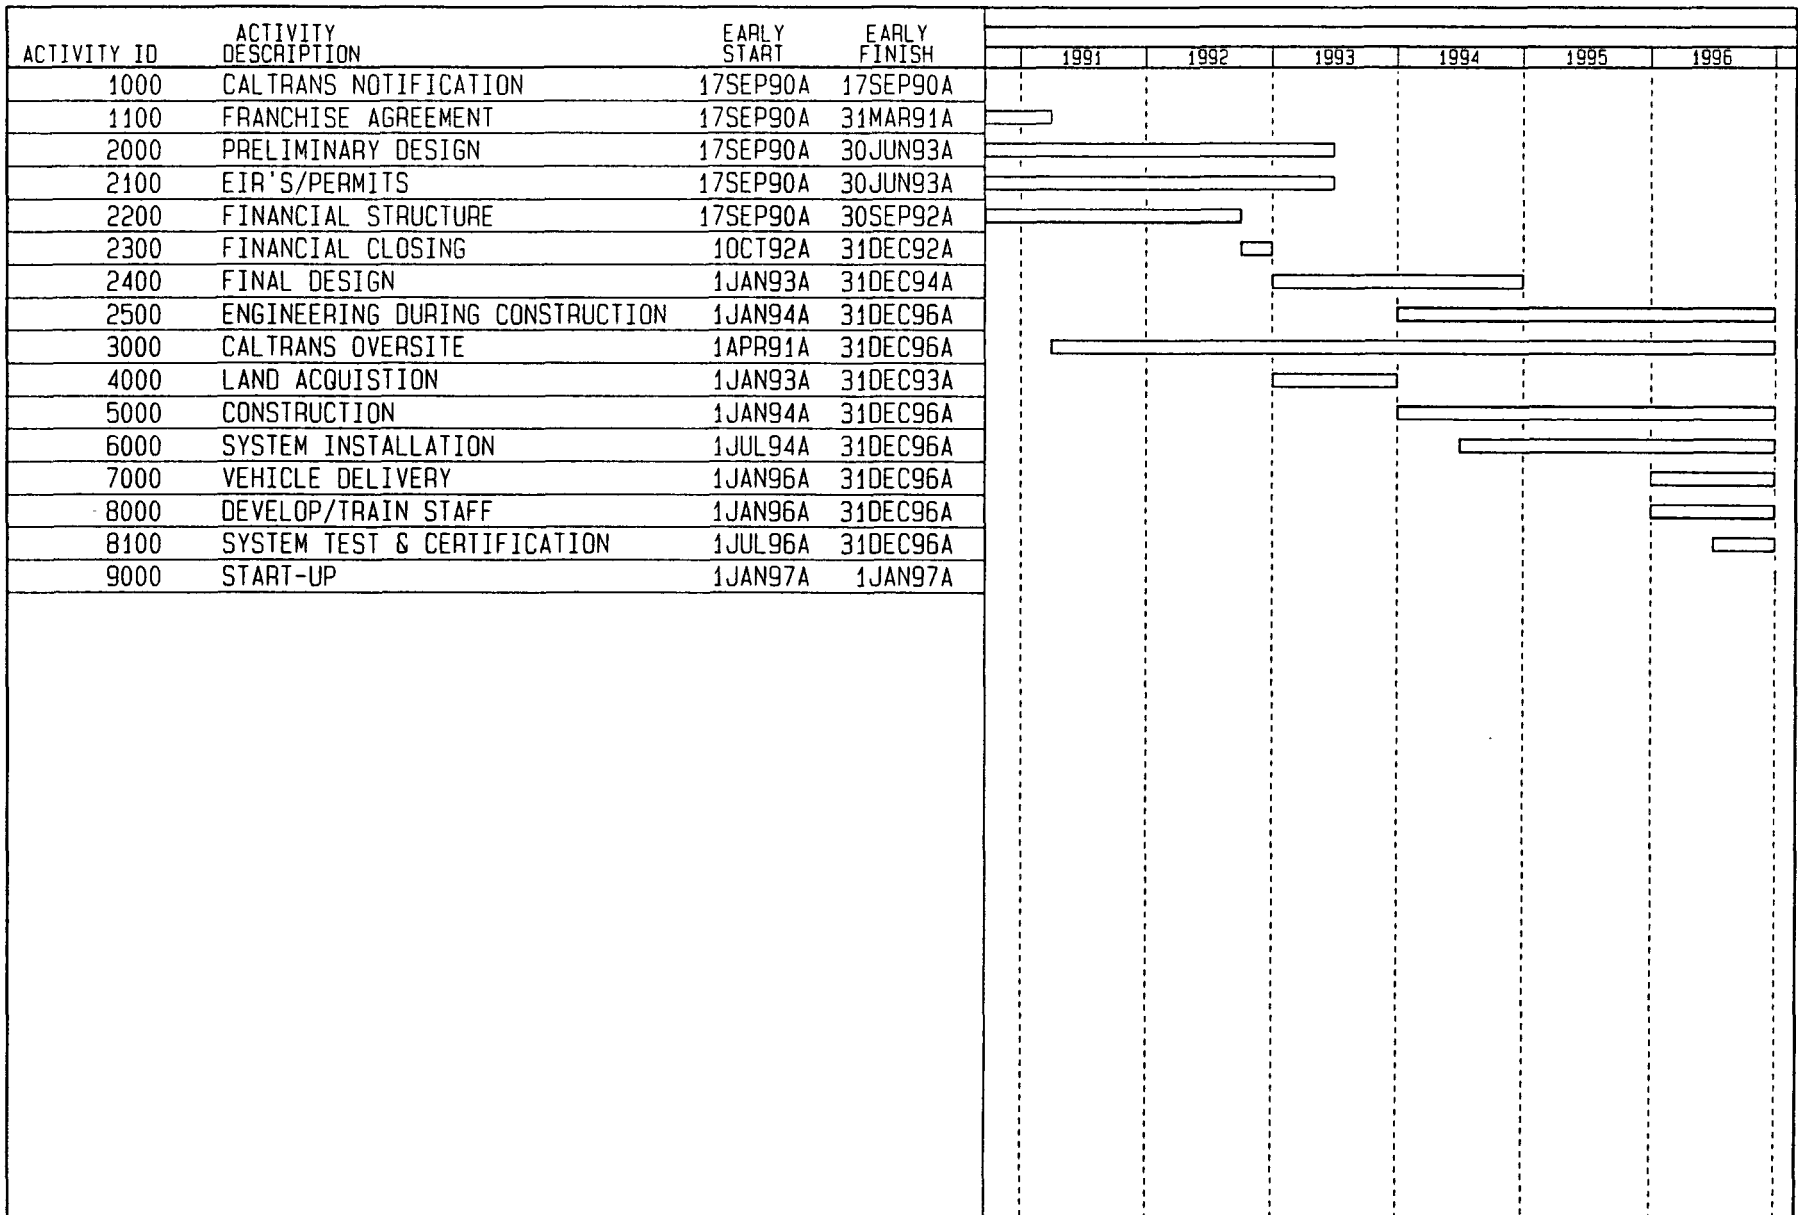 ACTIVITY ID ACTIVITY DESCRIPTION EARLY START EARLY FINISH 1991 1992 1993 1994 1995 1996
1000 CALTRANS NOTIFICATION 17SEP90A 17SEP90A
1100 FRANCHISE AGREEMENT 17SEP90A 31MAR91A
2000 PRELIMINARY DESIGN 17SEP90A 30JUN93A
2100 EIR'S/PERMITS 17SEP90A 30JUN93A
2200 FINANCIAL STRUCTURE 17SEP90A 30SEP92A
2300 FINANCIAL CLOSING 1OCT92A 31DEC92A
2400 FINAL DESIGN 1JAN93A 31DEC94A
2500 ENGINEERING DURING CONSTRUCTION 1JAN94A 31DEC96A
3000 CALTRANS OVERSITE 1APR91A 31DEC96A
4000 LAND ACQUISTION 1JAN93A 31DEC93A
5000 CONSTRUCTION 1JAN94A 31DEC96A
6000 SYSTEM INSTALLATION 1JUL94A 31DEC96A
7000 VEHICLE DELIVERY 1JAN96A 31DEC96A
8000 DEVELOP/TRAIN STAFF 1JAN96A 31DEC96A
8100 SYSTEM TEST & CERTIFICATION 1JUL96A 31DEC96A
9000 START-UP 1JAN97A 1JAN97A